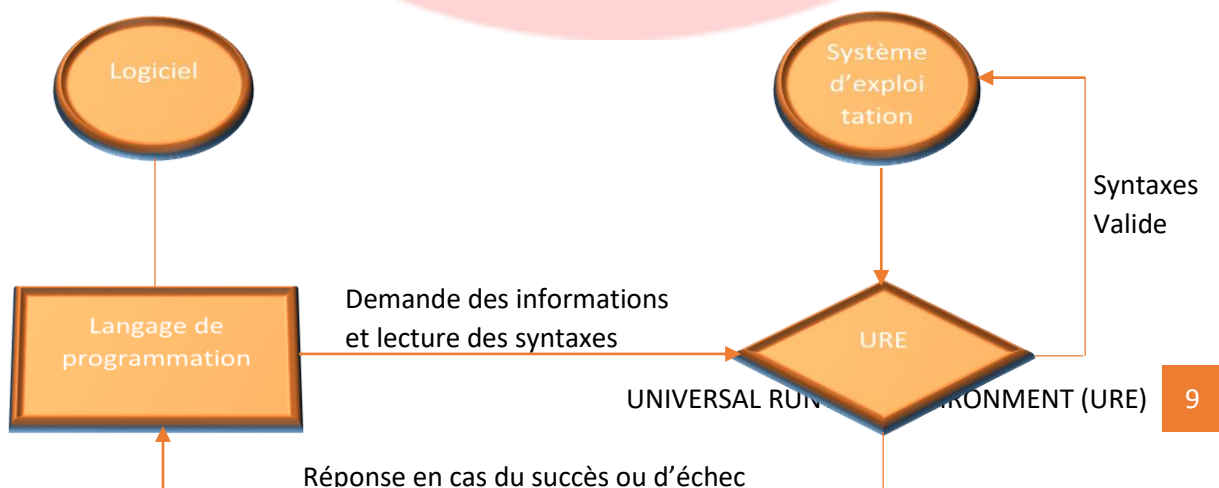 Logiciel
Système
d'exploi
tation
Syntaxes
Valide
Demande des informations
et lecture des syntaxes
Langage de
programmation
URE
UNIVERSAL RUN RONMENT (URE) 9
Réponse en cas du succès ou d'échec